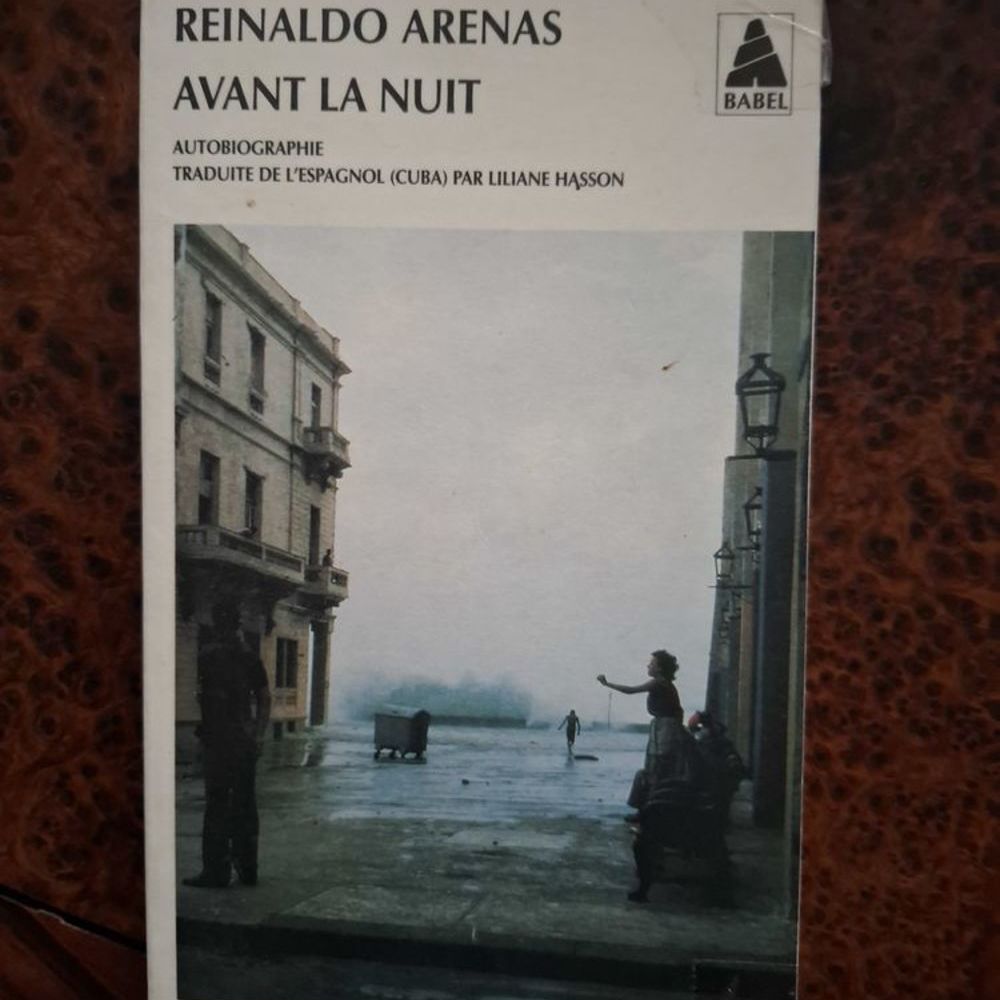 REINALDO ARENAS
AVANT LA NUIT
BABEL
AUTOBIOGRAPHIE
TRADUITE DE L'ESPAGNOL (CUBA) PAR LILIANE HASSON